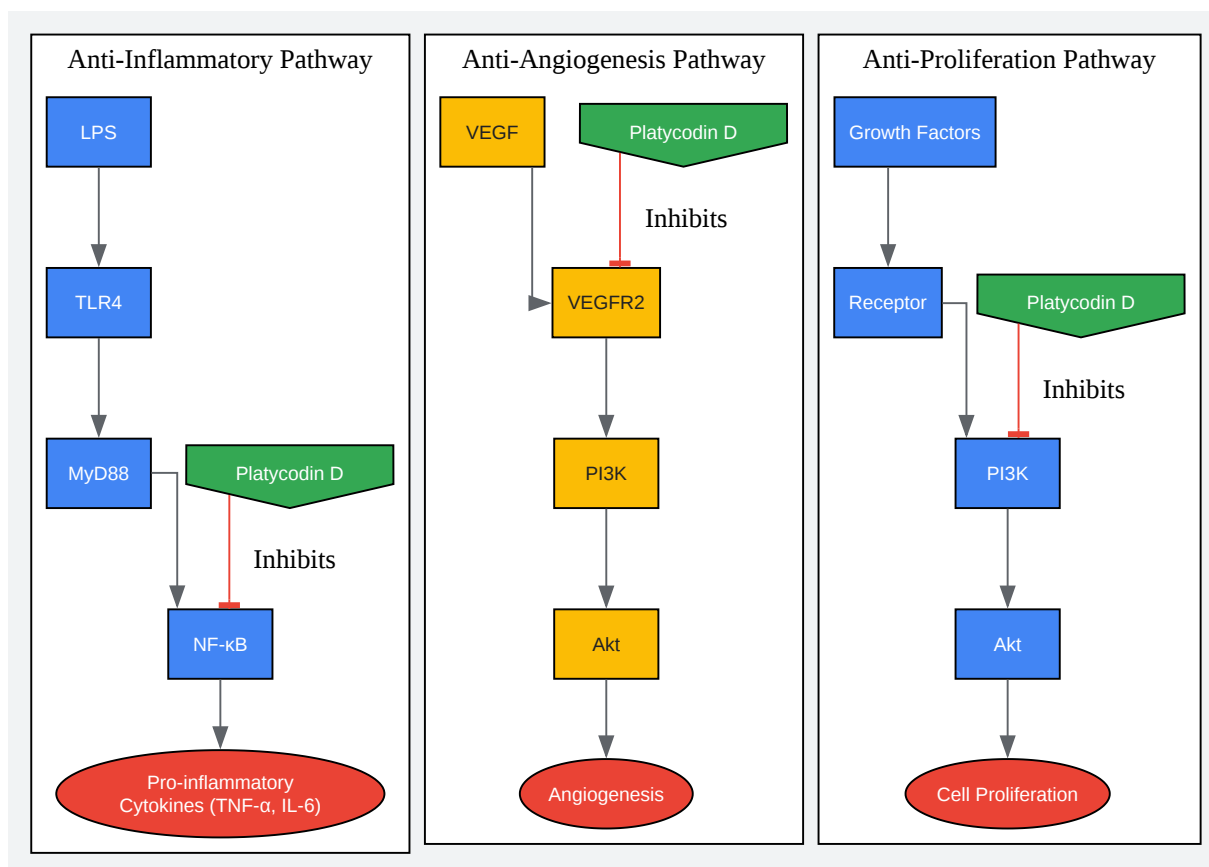 Anti-Inflammatory Pathway
LPS
TLR4
MyD88
Platycodin D
Inhibits
NF-κB
Pro-inflammatory
Cytokines (TNF-α, IL-6)
Anti-Angiogenesis Pathway
VEGF
Platycodin D
Inhibits
VEGFR2
PI3K
Akt
Angiogenesis
Anti-Proliferation Pathway
Growth Factors
Receptor
Platycodin D
Inhibits
PI3K
Akt
Cell Proliferation